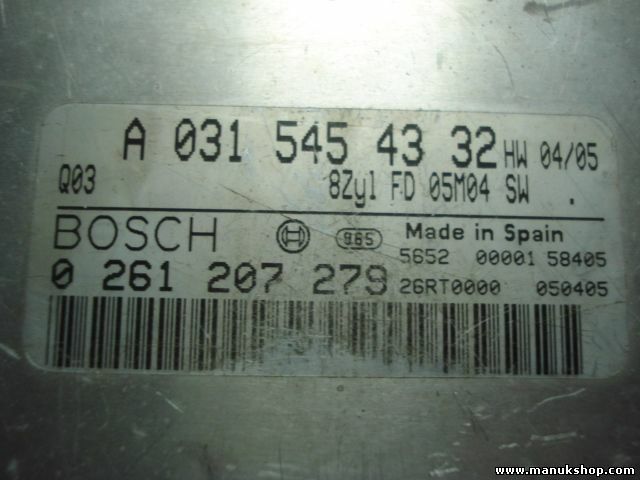 A 031 545 43 32 HW 04/05
Q03 8Zyl FD 05M04 SW .
BOSCH 965 Made in Spain
5652 00001 58405
0 261 207 279 26RT0000 050405
www.manukshop.com